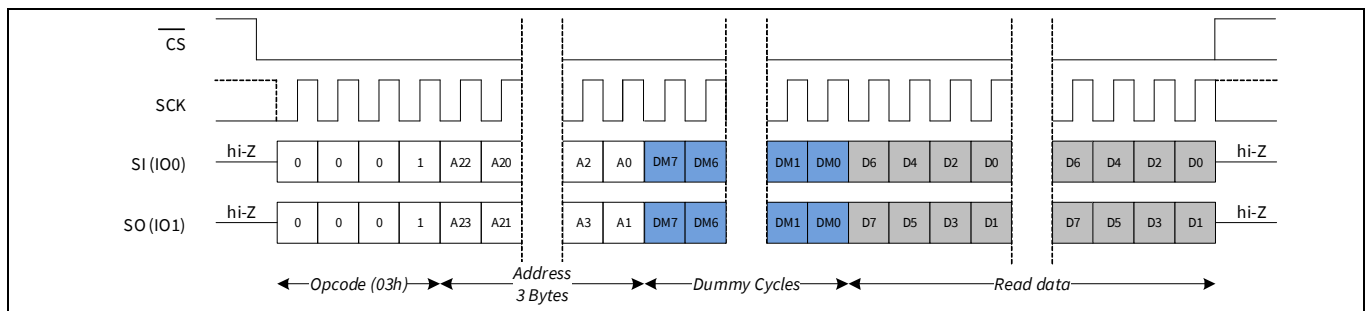 CS
SCK
SI (IO0) hi-Z 0 0 0 1 A22 A20 A2 A0 DM7 DM6 DM1 DM0 D6 D4 D2 D0 D6 D4 D2 D0 hi-Z
SO (IO1) hi-Z 0 0 0 1 A23 A21 A3 A1 DM7 DM6 DM1 DM0 D7 D5 D3 D1 D7 D5 D3 D1 hi-Z
Opcode (03h) Address Dummy Cycles Read data
3 Bytes